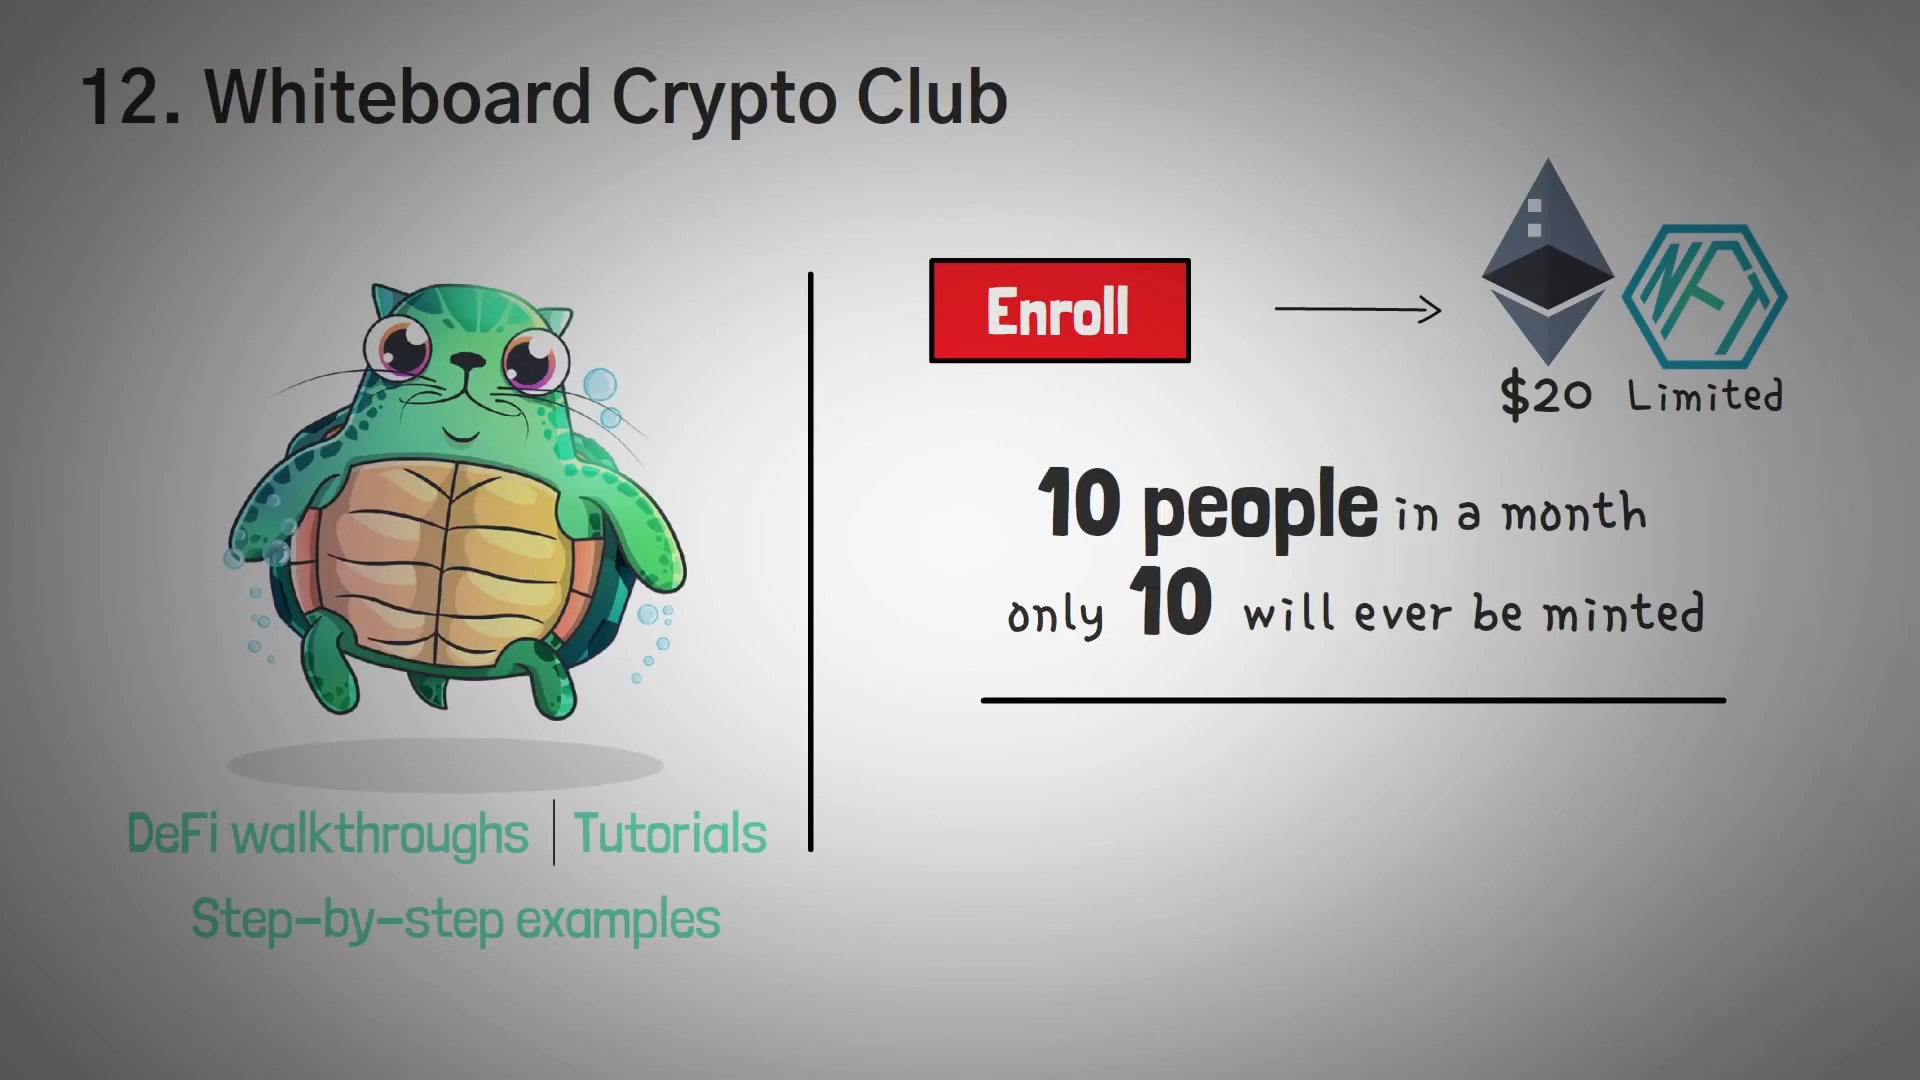 12. Whiteboard Crypto Club
Enroll
NFT
$20 Limited
10 people in a month
only 10 will ever be minted
DeFi walkthroughs | Tutorials
Step-by-step examples